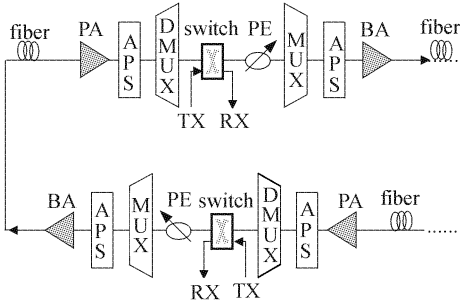 fiber PA APS DMUX switch PE MUX APS BA fiber
TX RX
BA APS MUX PE switch DMUX APS PA fiber
RX TX